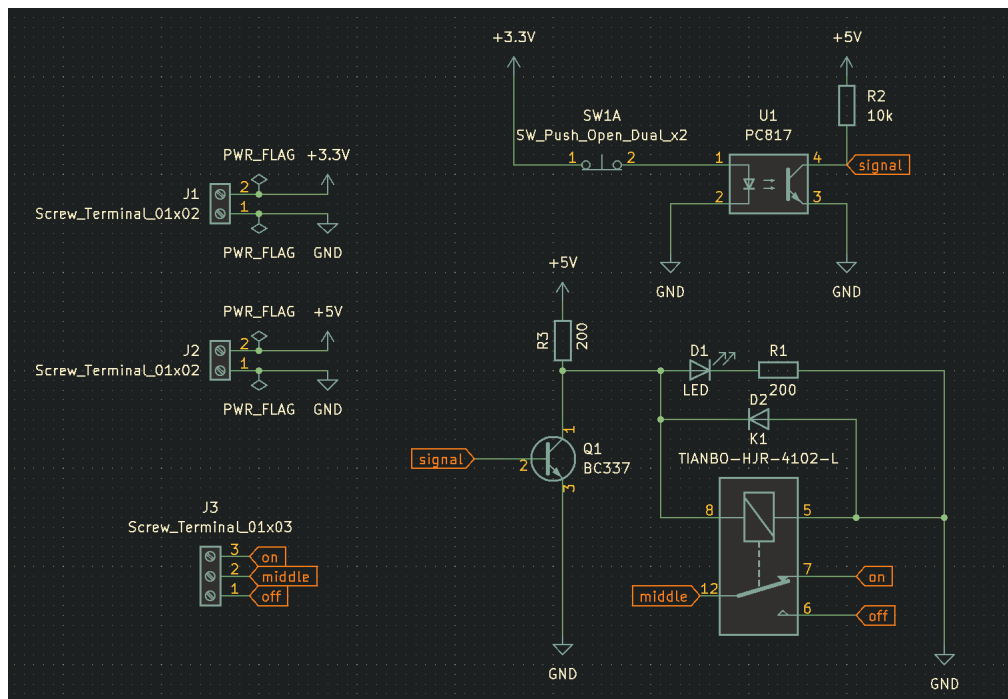 +3.3V
+5V
R2
10k
SW1A
SW_Push_Open_Dual_x2
1
2
U1
PC817
1
4
2
3
signal
GND
GND
PWR_FLAG
+3.3V
J1
Screw_Terminal_01x02
2
1
PWR_FLAG
GND
PWR_FLAG
+5V
J2
Screw_Terminal_01x02
2
1
PWR_FLAG
GND
+5V
R3
200
D1
LED
R1
200
D2
signal
1
2
3
Q1
BC337
GND
K1
TIANBO-HJR-4102-L
8
5
middle
12
7
on
6
off
GND
J3
Screw_Terminal_01x03
3
on
2
middle
1
off